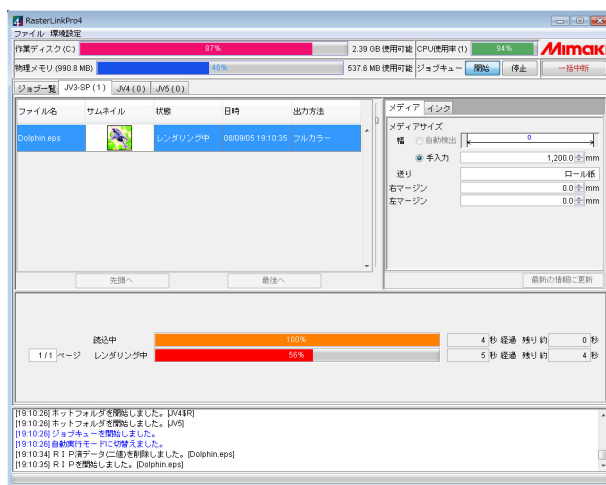 RasterLinkPro4
ファイル 環境設定
作業ディスク(C:) 87% 2.39 GB 使用可能 CPU使用率 (1) 94% Mimaki
物理メモリ (990.8 MB) 46% 537.6 MB 使用可能 ジョブキュー 開始 停止 一括中断
ジョブ一覧 JV3-SP ( 1 ) JV4 ( 0 ) JV5 ( 0 )
ファイル名 サムネイル 状態 日時 出力方法
Dolphin.eps レンダリング中 08/09/05 19:10:35 フルカラー
先頭へ 最後へ
メディア インク
メディアサイズ
幅 自動検出 0
手入力 1,200.0 mm
送り ロール紙
右マージン 0.0 mm
左マージン 0.0 mm
最新の情報に更新
読込中 100% 4 秒 経過 残り 約 0 秒
1 / 1 ページ レンダリング中 56% 5 秒 経過 残り 約 4 秒
[19:10:26] ホットフォルダを開始しました。[JV4$R]
[19:10:26] ホットフォルダを開始しました。[JV5]
[19:10:26] ジョブキューを開始しました。
[19:10:26] 自動実行モードに切替えました。
[19:10:34] ＲＩＰ済データ(二値)を削除しました。[Dolphin.eps]
[19:10:35] ＲＩＰを開始しました。[Dolphin.eps]